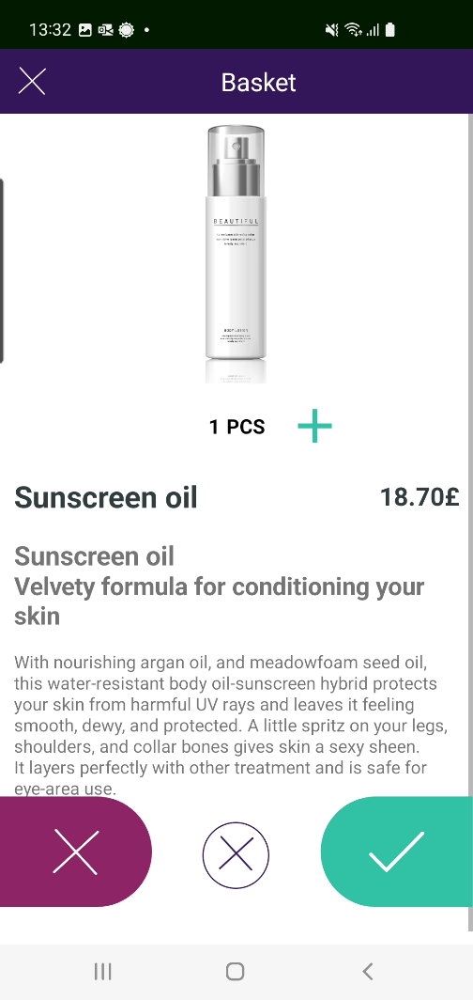 13:32
Basket
BEAUTIFUL
BODY LOTION
1 PCS
Sunscreen oil
18.70£
Sunscreen oil
Velvety formula for conditioning your
skin
With nourishing argan oil, and meadowfoam seed oil,
this water-resistant body oil-sunscreen hybrid protects
your skin from harmful UV rays and leaves it feeling
smooth, dewy, and protected. A little spritz on your legs,
shoulders, and collar bones gives skin a sexy sheen.
It layers perfectly with other treatment and is safe for
eye-area use.